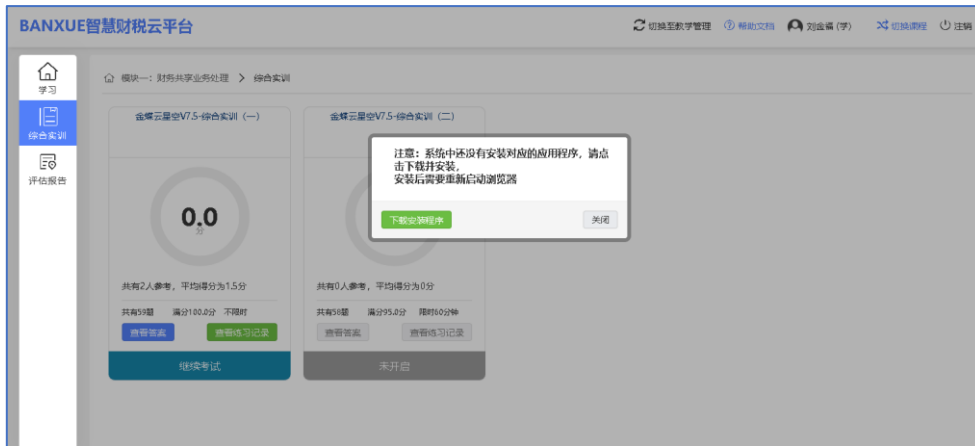 BANXUE智慧财税云平台
切换至教学管理 帮助文档 刘金蕾 (学) 切换课程 注销
学习
综合实训
评估报告
模块一：财务共享业务处理 > 综合实训
金蝶云星空V7.5-综合实训（一）
0.0
分
共有2人参考，平均得分为1.5分
共有59题 满分100.0分 不限时
查看答案 查看练习记录
继续考试
金蝶云星空V7.5-综合实训（二）
共有0人参考，平均得分为0分
共有58题 满分95.0分 限时60分钟
查看答案 查看练习记录
未开启
注意：系统中还没有安装对应的应用程序，请点
击下载并安装，
安装后需要重新启动浏览器
下载安装程序 关闭